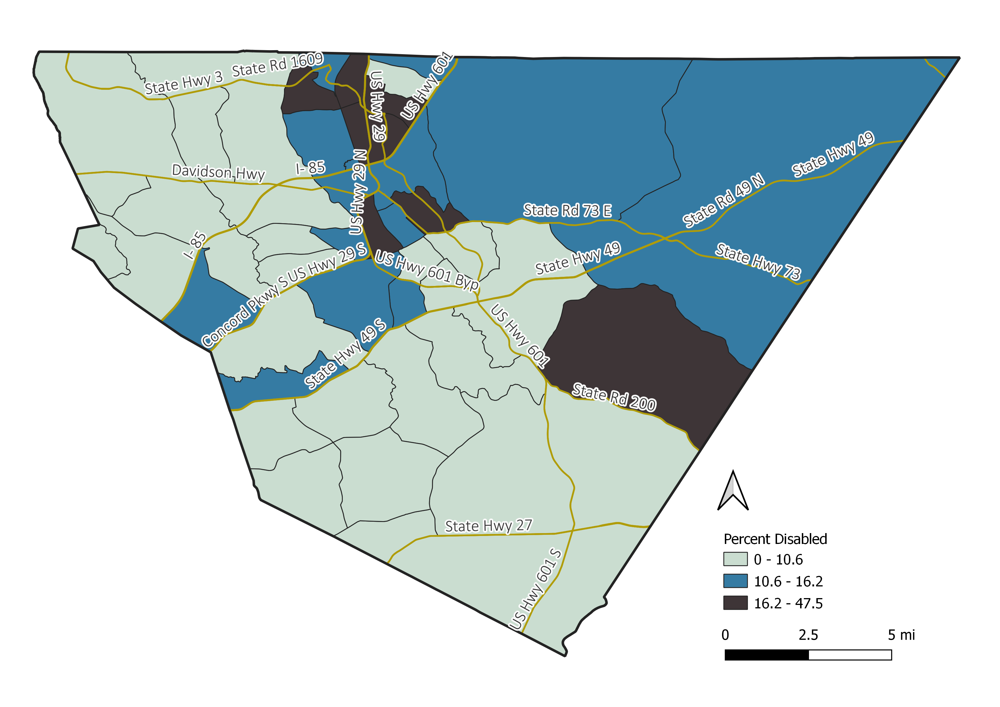 State Hwy 3
State Rd 1609
US Hwy 601
US Hwy 29
US Hwy 29 N
I- 85
Davidson Hwy
State Hwy 49
State Rd 49 N
State Rd 73 E
State Hwy 49
State Hwy 73
I- 85
US Hwy 29 S
US Hwy 601 Byp
Concord Pkwy S
State Hwy 49 S
US Hwy 601
State Rd 200
State Hwy 27
US Hwy 601 S
Percent Disabled
0 - 10.6
10.6 - 16.2
16.2 - 47.5
0 2.5 5 mi